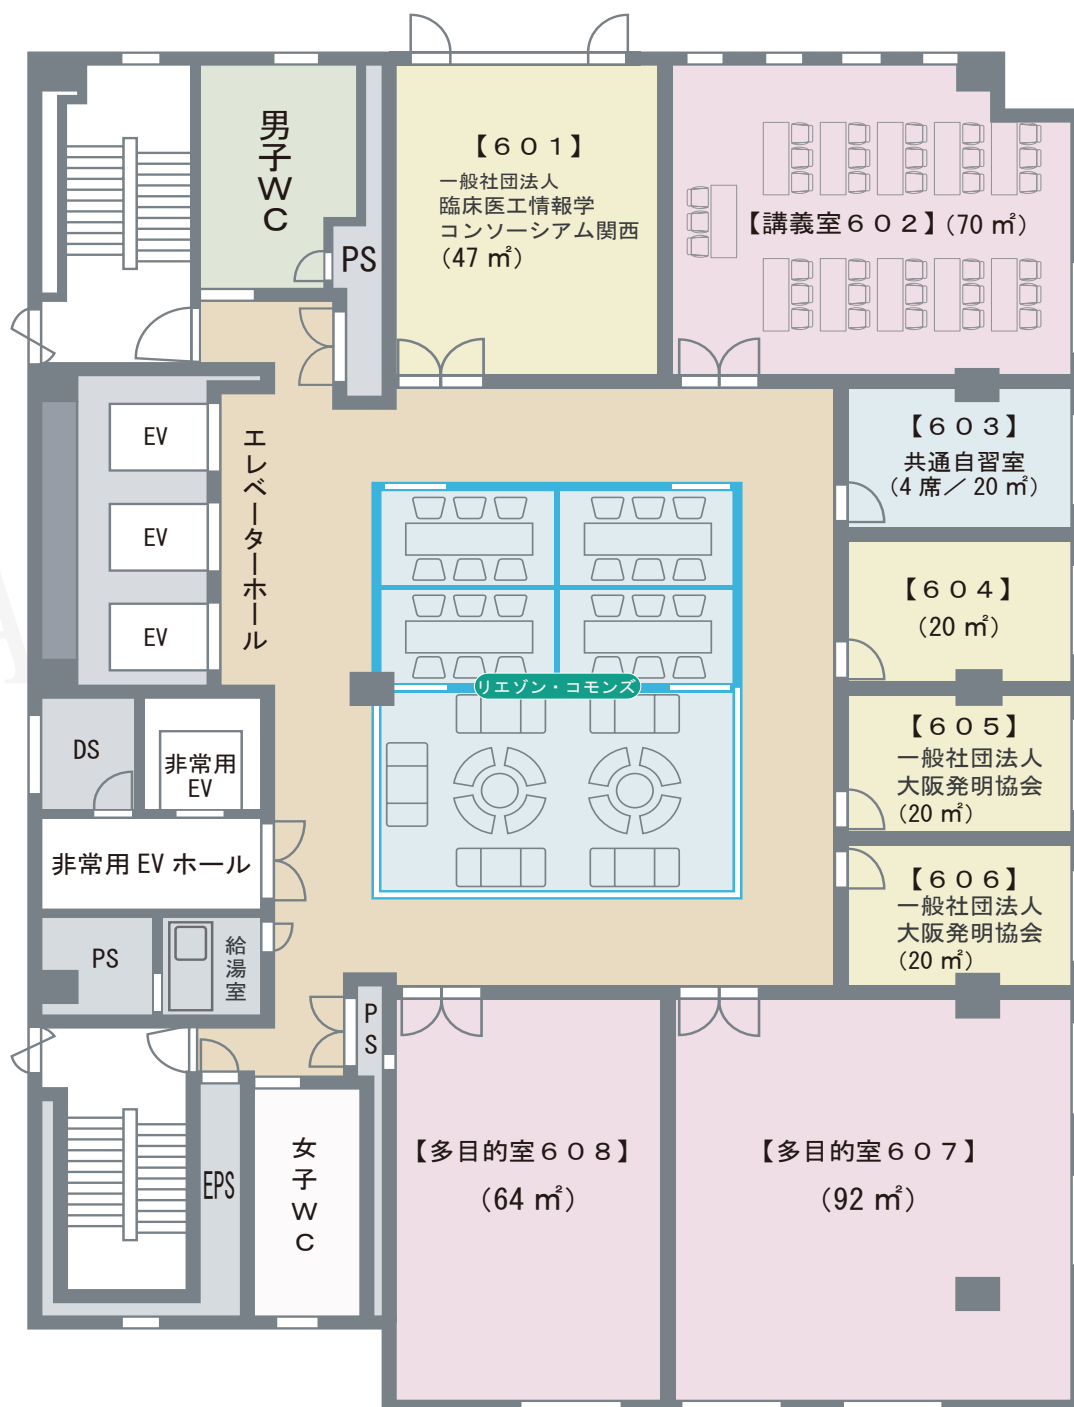 男子WC
PS
【601】
一般社団法人
臨床医工情報学
コンソーシアム関西
(47 ㎡)
【講義室602】(70 ㎡)
EV
EV
EV
エレベーターホール
【603】
共通自習室
(4 席／20 ㎡)
【604】
(20 ㎡)
リエゾン・コモンズ
【605】
一般社団法人
大阪発明協会
(20 ㎡)
【606】
一般社団法人
大阪発明協会
(20 ㎡)
DS
非常用
EV
非常用 EV ホール
PS
給湯室
PS
EPS
女子WC
【多目的室608】
(64 ㎡)
【多目的室607】
(92 ㎡)